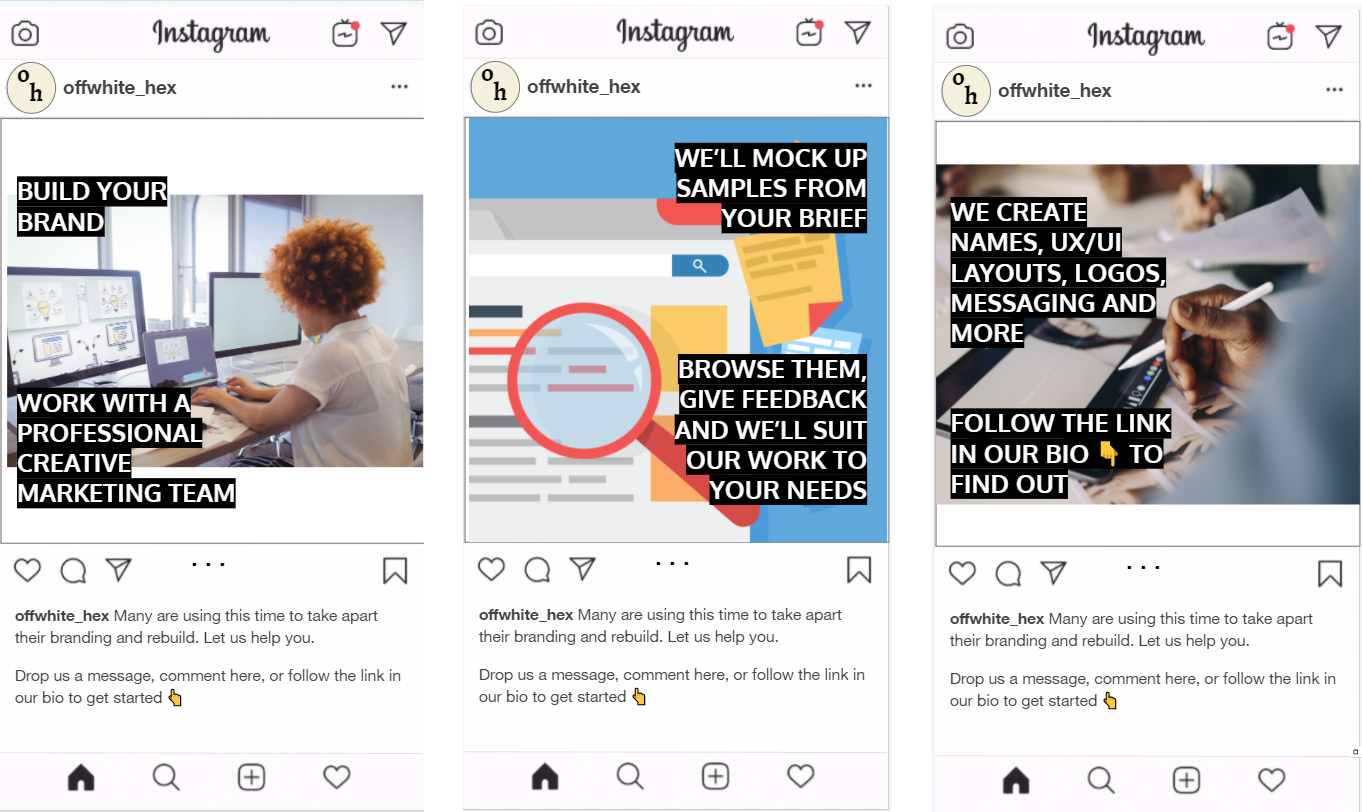 Instagram
oh
offwhite_hex
BUILD YOUR
BRAND
WORK WITH A
PROFESSIONAL
CREATIVE
MARKETING TEAM
offwhite_hex Many are using this time to take apart
their branding and rebuild. Let us help you.
Drop us a message, comment here, or follow the link in
our bio to get started 👆
Instagram
oh
offwhite_hex
WE’LL MOCK UP
SAMPLES FROM
YOUR BRIEF
BROWSE THEM,
GIVE FEEDBACK
AND WE’LL SUIT
OUR WORK TO
YOUR NEEDS
offwhite_hex Many are using this time to take apart
their branding and rebuild. Let us help you.
Drop us a message, comment here, or follow the link in
our bio to get started 👆
Instagram
oh
offwhite_hex
WE CREATE
NAMES, UX/UI
LAYOUTS, LOGOS,
MESSAGING AND
MORE
FOLLOW THE LINK
IN OUR BIO 👇 TO
FIND OUT
offwhite_hex Many are using this time to take apart
their branding and rebuild. Let us help you.
Drop us a message, comment here, or follow the link in
our bio to get started 👆